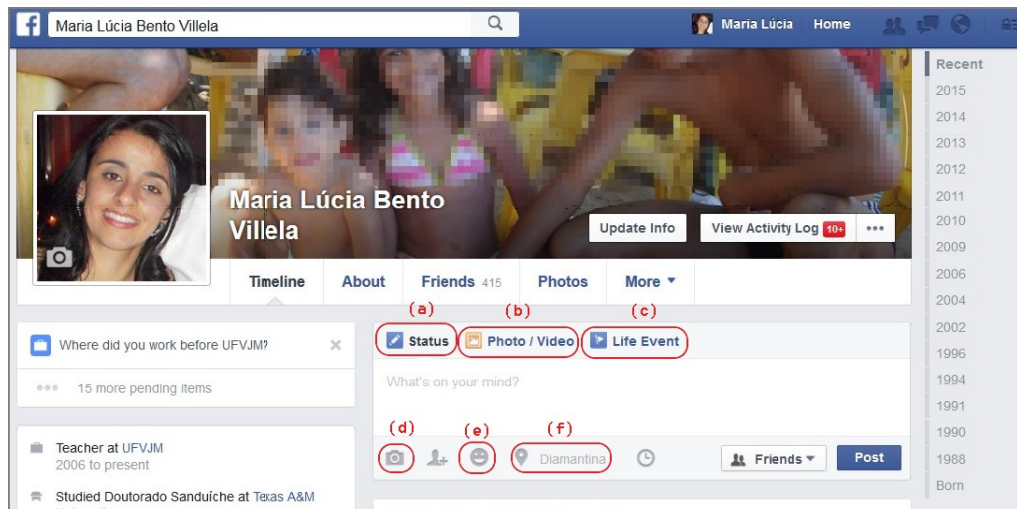 f Maria Lúcia Bento Villela Maria Lúcia Home
Recent
2015
2014
2013
2012
2011
2010
2009
2006
2004
2002
1996
1994
1991
1990
1988
Born
Maria Lúcia Bento
Villela
Update Info View Activity Log 10+ •••
Timeline About Friends 415 Photos More
(a) (b) (c)
Status Photo / Video Life Event
What's on your mind?
(d) (e) (f)
Diamantina Friends Post
Where did you work before UFVJM?
15 more pending items
Teacher at UFVJM
2006 to present
Studied Doutorado Sanduíche at Texas A&M